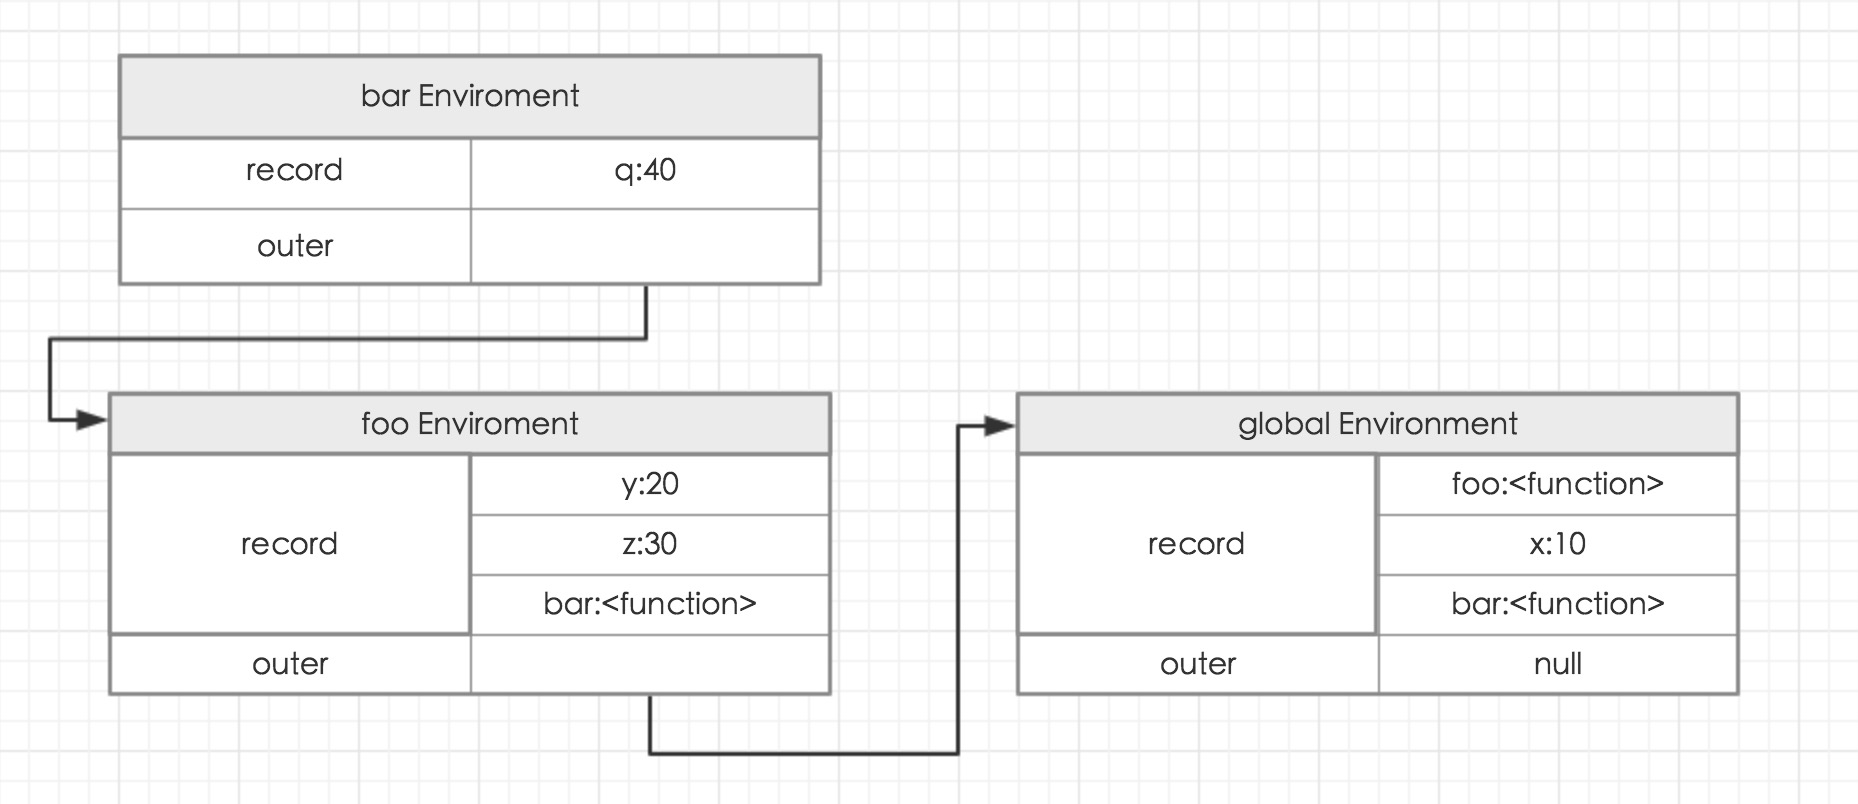 bar Enviroment
record
q:40
outer
foo Enviroment
record
y:20
z:30
bar:<function>
outer
global Environment
record
foo:<function>
x:10
bar:<function>
outer
null